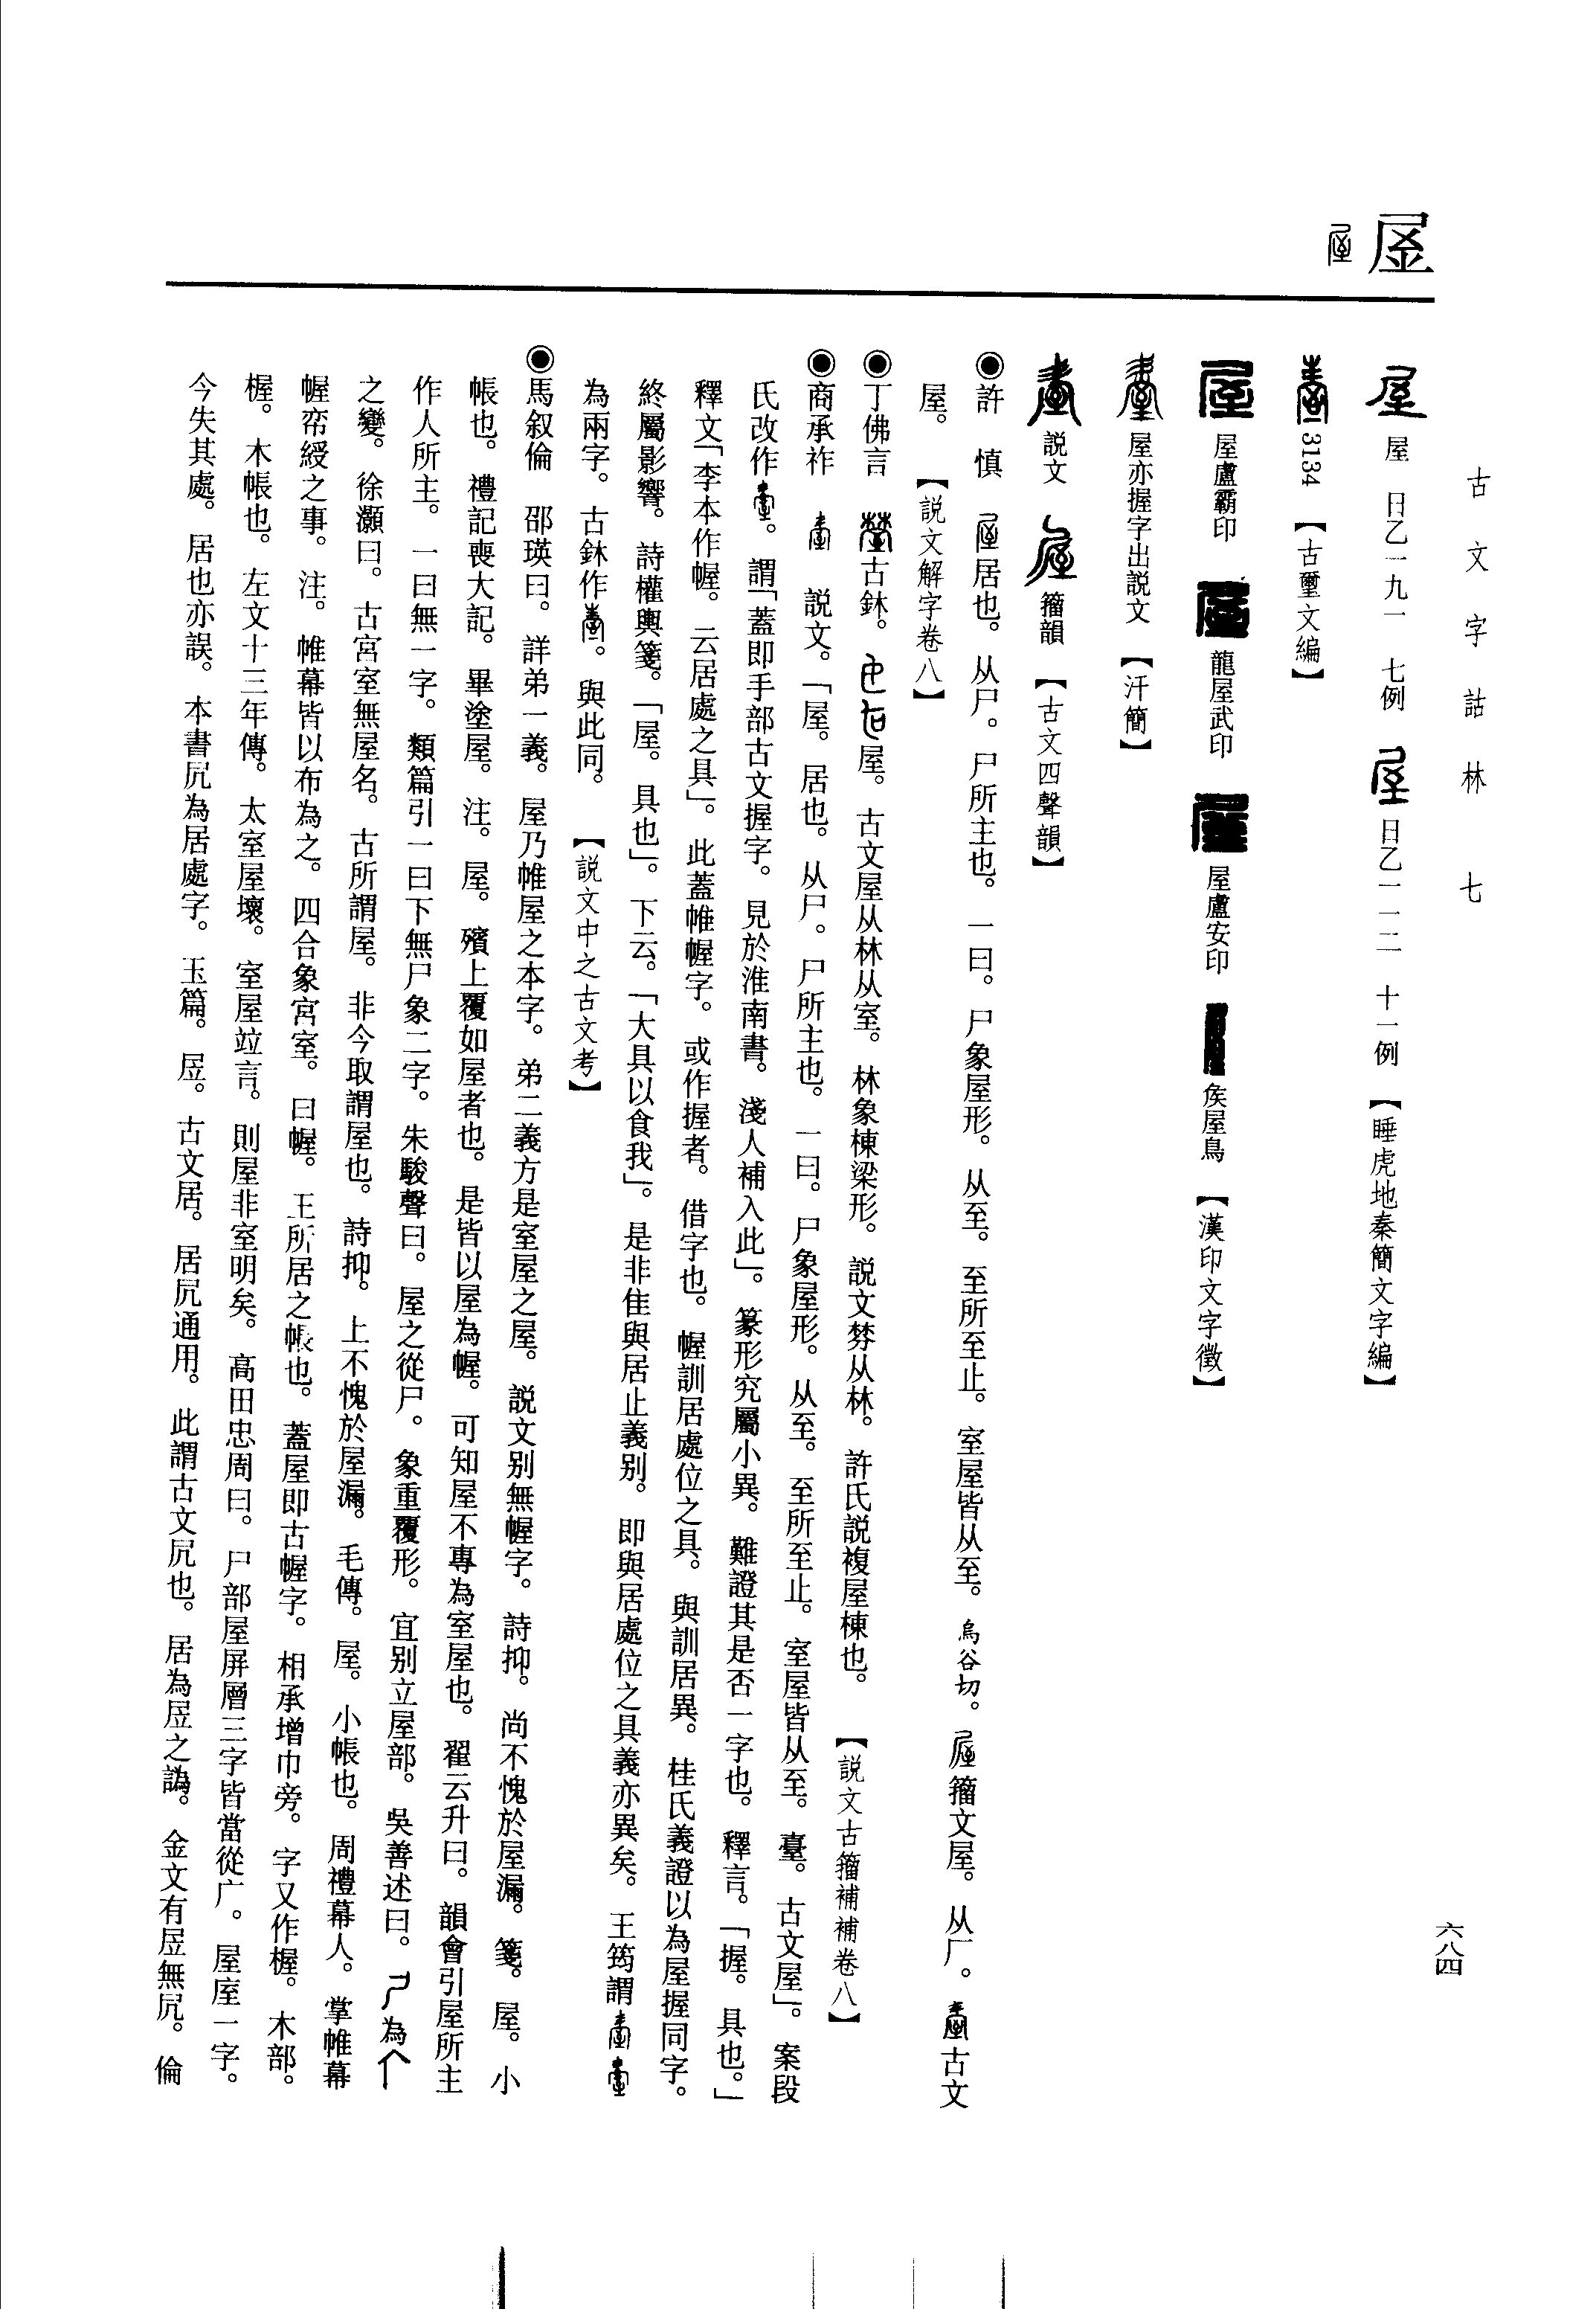 古文字詁林 七
六八四
屋
屋 日乙一九一 七例 日乙一一二 十一例 【睡虎地秦簡文字編】
3134 【古璽文編】
屋盧霸印 龍屋武印 屋盧安印 矦屋鳥 【漢印文字徵】
屋亦握字出説文 【汗簡】
説文 籀韻 【古文四聲韻】
◉許 慎 居也。从尸。尸所主也。一曰。尸象屋形。从至。至所至止。室屋皆从至。烏谷切。籀文屋。从厂。古文
屋。 【説文解字卷八】
◉丁佛言 古鉥。屋。古文屋从林从室。林象棟梁形。説文棼从林。許氏説複屋棟也。 【説文古籀補補卷八】
◉商承祚 説文。「屋。居也。从尸。尸所主也。一曰。尸象屋形。从至。至所至止。室屋皆从至。臺。古文屋」。案段
氏改作。謂「蓋即手部古文握字。見於淮南書。淺人補入此」。篆形究屬小異。難證其是否一字也。釋言。「握。具也。」
釋文「李本作幄。云居處之具」。此蓋帷幄字。或作握者。借字也。幄訓居處位之具。與訓居異。桂氏義證以為屋握同字。
終屬影響。詩權輿箋。「屋。具也」。下云。「大具以食我」。是非隹與居止義别。即與居處位之具義亦異矣。王筠謂
為兩字。古鉥作。與此同。 【説文中之古文考】
◉馬叙倫 邵瑛曰。詳弟一義。屋乃帷屋之本字。弟二義方是室屋之屋。説文别無幄字。詩抑。尚不愧於屋漏。箋。屋。小
帳也。禮記喪大記。畢塗屋。注。屋。殯上覆如屋者也。是皆以屋為幄。可知屋不專為室屋也。翟云升曰。韻會引屋所主
作人所主。一曰無一字。類篇引一曰下無尸象二字。朱駿聲曰。屋之從尸。象重覆形。宜别立屋部。吳善述曰。為
之變。徐灝曰。古宮室無屋名。古所謂屋。非今取謂屋也。詩抑。上不愧於屋漏。毛傳。屋。小帳也。周禮幕人。掌帷幕
幄帟綬之事。注。帷幕皆以布為之。四合象宮室。曰幄。王所居之帳也。蓋屋即古幄字。相承增巾旁。字又作楃。木部。
楃。木帳也。左文十三年傳。太室屋壞。室屋竝言。則屋非室明矣。高田忠周曰。尸部屋屏層三字皆當從广。屋庢一字。
今失其處。居也亦誤。本書凥為居處字。玉篇。㞐。古文居。居凥通用。此謂古文凥也。居為㞐之譌。金文有㞐無凥。倫